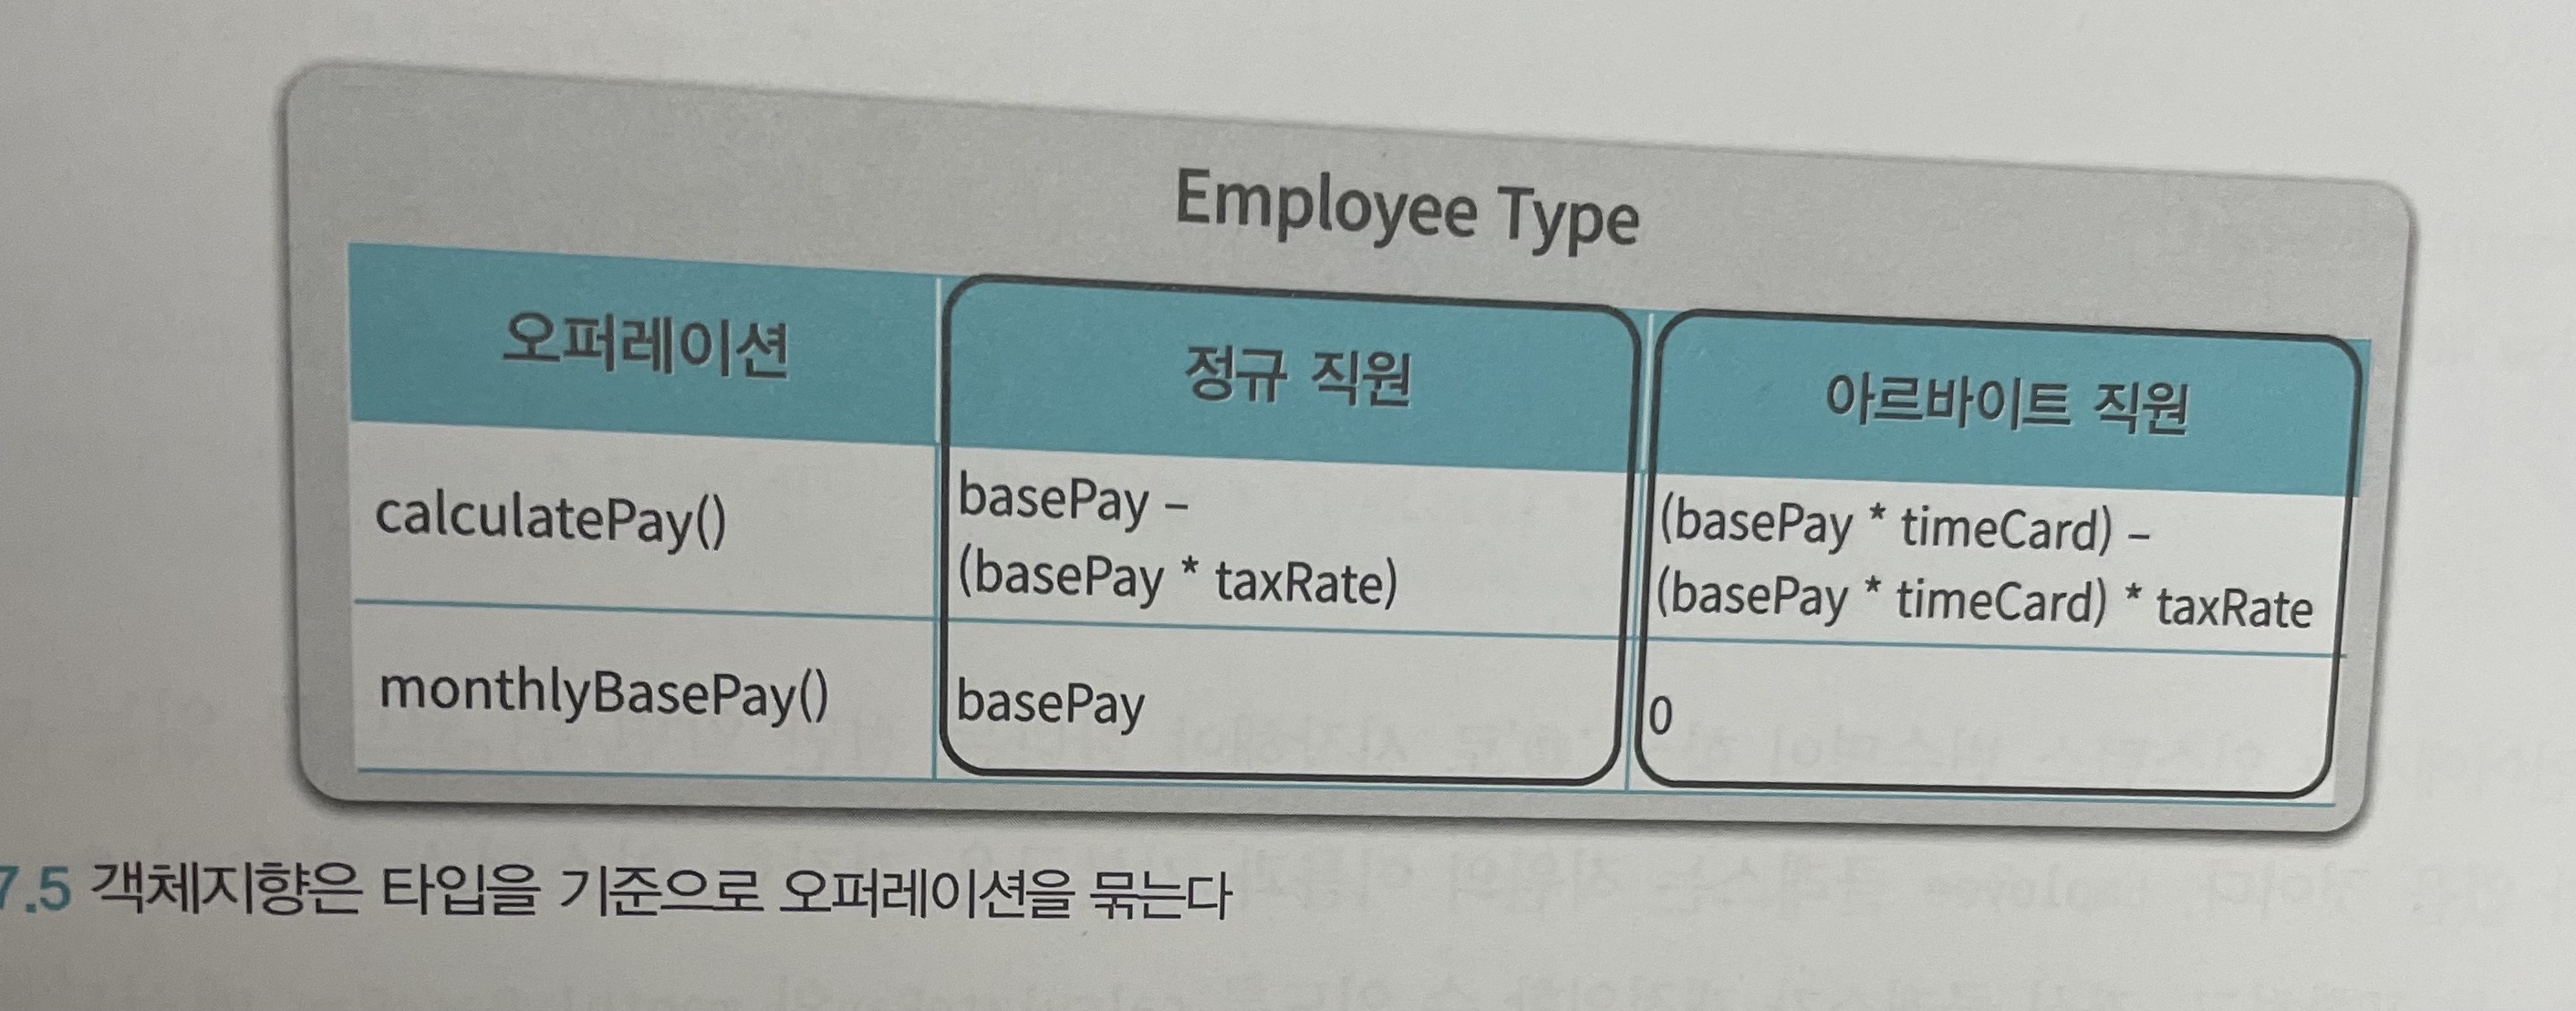 Employee Type
오퍼레이션 정규 직원 아르바이트 직원
calculatePay()
basePay –
(basePay * taxRate)
(basePay * timeCard) –
(basePay * timeCard) * taxRate
monthlyBasePay() basePay 0
7.5 객체지향은 타입을 기준으로 오퍼레이션을 묶는다